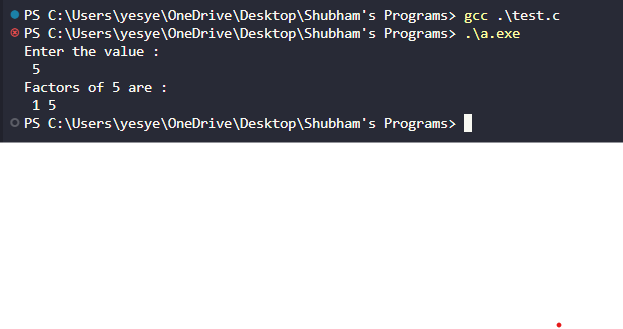 PS C:\Users\yesye\OneDrive\Desktop\Shubham's Programs> gcc .\test.c
PS C:\Users\yesye\OneDrive\Desktop\Shubham's Programs> .\a.exe
Enter the value :
 5
Factors of 5 are :
 1 5
PS C:\Users\yesye\OneDrive\Desktop\Shubham's Programs>